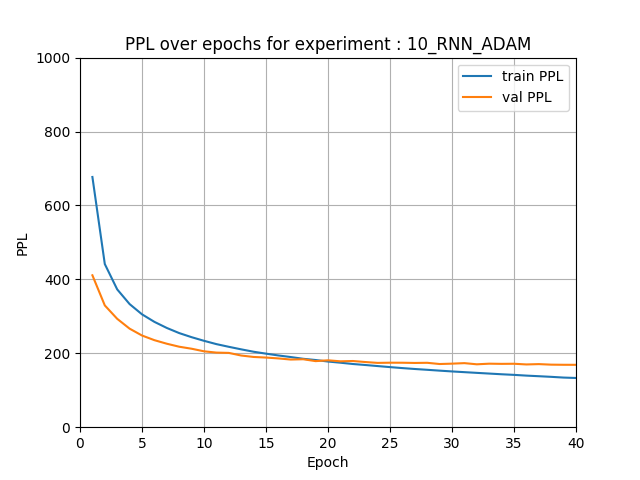 PPL over epochs for experiment : 10_RNN_ADAM
train PPL
val PPL
1000
800
600
400
200
0
PPL
0 5 10 15 20 25 30 35 40
Epoch